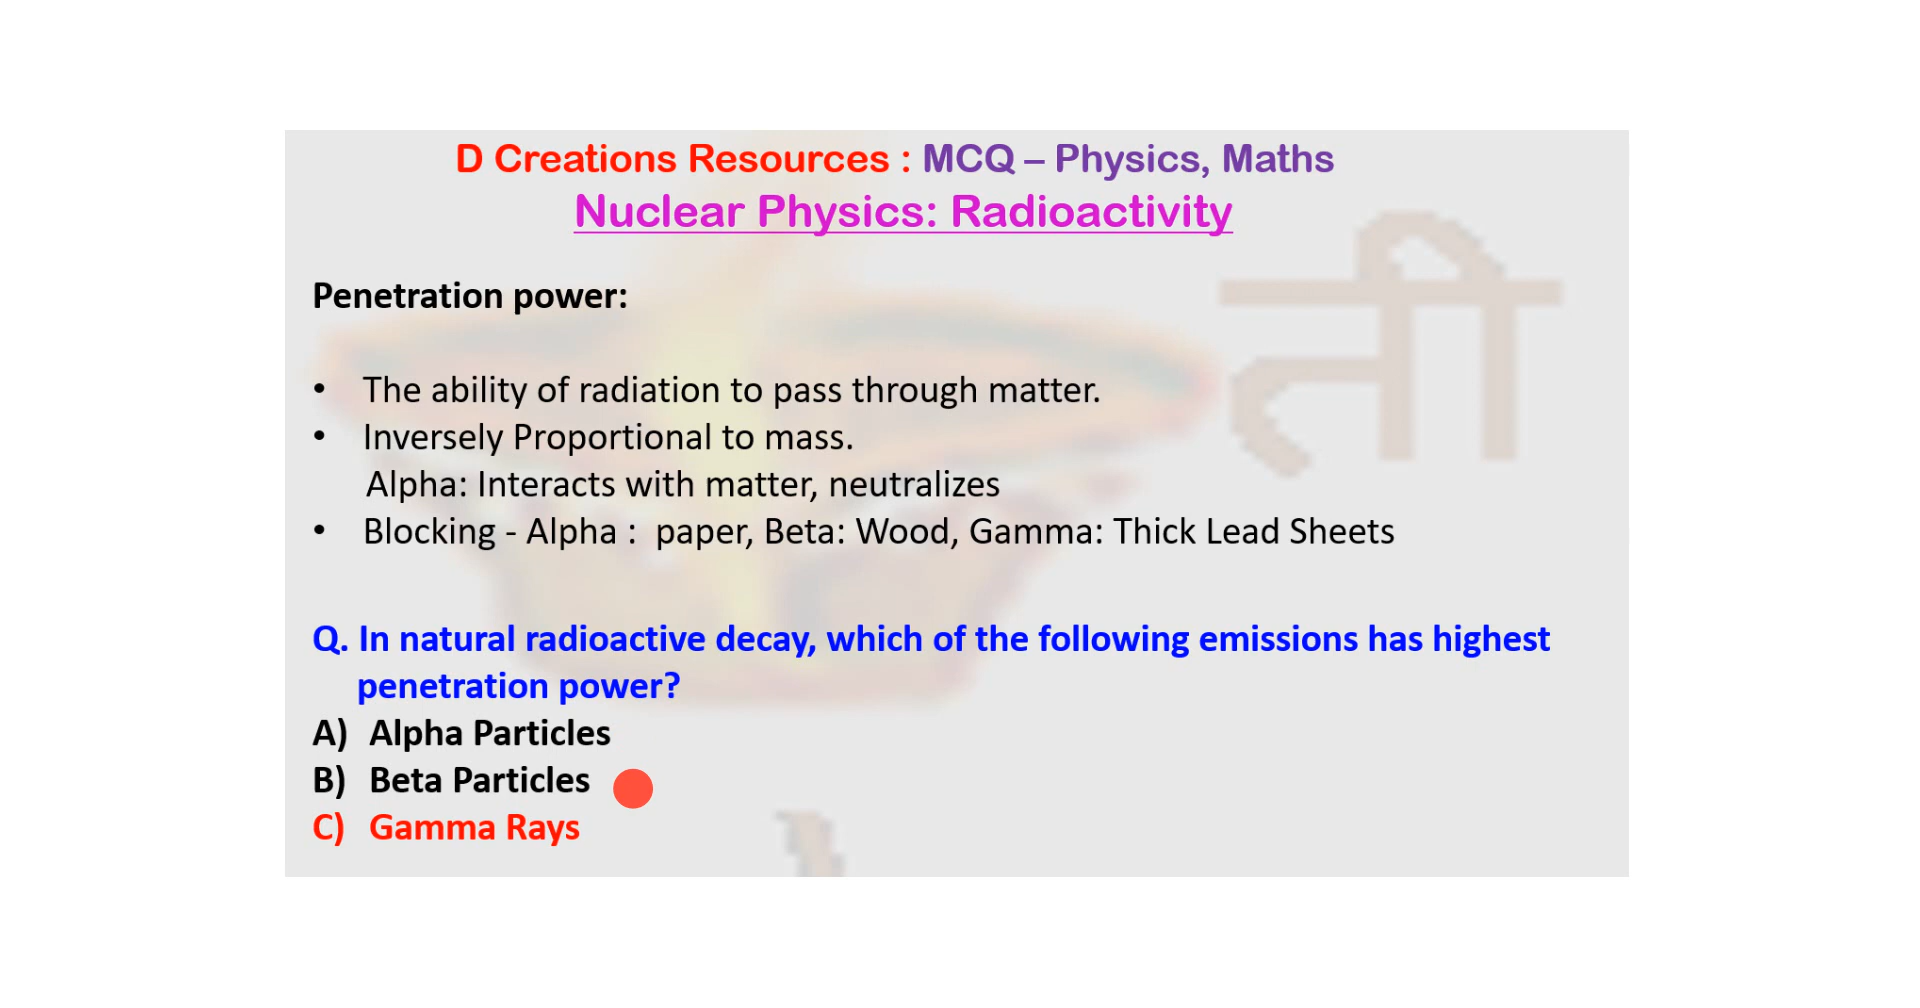 D Creations Resources : MCQ – Physics, Maths
Nuclear Physics: Radioactivity
ती
Penetration power:
• The ability of radiation to pass through matter.
• Inversely Proportional to mass.
Alpha: Interacts with matter, neutralizes
• Blocking - Alpha : paper, Beta: Wood, Gamma: Thick Lead Sheets
Q. In natural radioactive decay, which of the following emissions has highest
penetration power?
A) Alpha Particles
B) Beta Particles
C) Gamma Rays